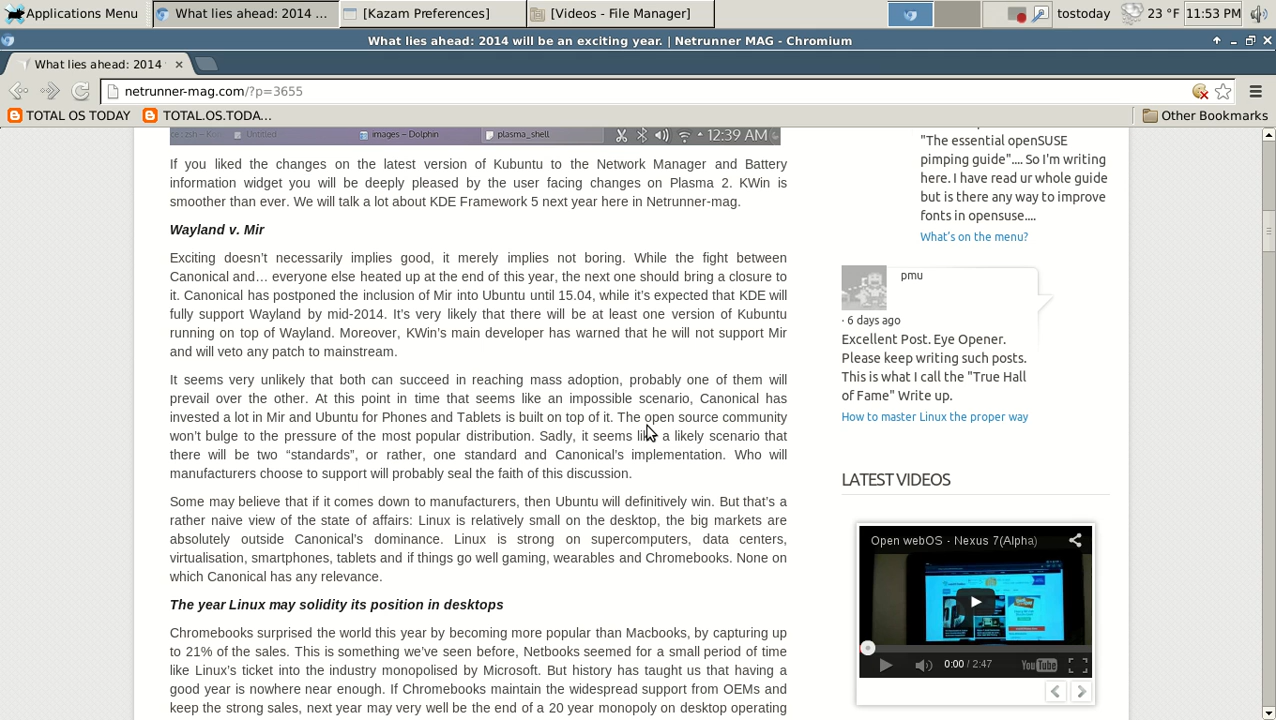 Applications Menu
What lies ahead: 2014 ...
[Kazam Preferences]
[Videos - File Manager]
tostoday
23 °F
11:53 PM
What lies ahead: 2014 will be an exciting year. | Netrunner MAG - Chromium
What lies ahead: 2014
netrunner-mag.com/?p=3655
TOTAL OS TODAY
TOTAL.OS.TODA...
Other Bookmarks
Untitled
images – Dolphin
plasma_shell
12:39 AM
If you liked the changes on the latest version of Kubuntu to the Network Manager and Battery
information widget you will be deeply pleased by the user facing changes on Plasma 2. KWin is
smoother than ever. We will talk a lot about KDE Framework 5 next year here in Netrunner-mag.
Wayland v. Mir
Exciting doesn’t necessarily implies good, it merely implies not boring. While the fight between
Canonical and… everyone else heated up at the end of this year, the next one should bring a closure to
it. Canonical has postponed the inclusion of Mir into Ubuntu until 15.04, while it’s expected that KDE will
fully support Wayland by mid-2014. It’s very likely that there will be at least one version of Kubuntu
running on top of Wayland. Moreover, KWin’s main developer has warned that he will not support Mir
and will veto any patch to mainstream.
It seems very unlikely that both can succeed in reaching mass adoption, probably one of them will
prevail over the other. At this point in time that seems like an impossible scenario, Canonical has
invested a lot in Mir and Ubuntu for Phones and Tablets is built on top of it. The open source community
won’t bulge to the pressure of the most popular distribution. Sadly, it seems like a likely scenario that
there will be two “standards”, or rather, one standard and Canonical’s implementation. Who will
manufacturers choose to support will probably seal the faith of this discussion.
Some may believe that if it comes down to manufacturers, then Ubuntu will definitively win. But that’s a
rather naive view of the state of affairs: Linux is relatively small on the desktop, the big markets are
absolutely outside Canonical’s dominance. Linux is strong on supercomputers, data centers,
virtualisation, smartphones, tablets and if things go well gaming, wearables and Chromebooks. None on
which Canonical has any relevance.
The year Linux may solidity its position in desktops
Chromebooks surprised the world this year by becoming more popular than Macbooks, by capturing up
to 21% of the sales. This is something we’ve seen before, Netbooks seemed for a small period of time
like Linux’s ticket into the industry monopolised by Microsoft. But history has taught us that having a
good year is nowhere near enough. If Chromebooks maintain the widespread support from OEMs and
keep the strong sales, next year may very well be the end of a 20 year monopoly on desktop operating
"The essential openSUSE
pimping guide".... So I'm writing
here. I have read ur whole guide
but is there any way to improve
fonts in opensuse....
What's on the menu?
pmu
· 6 days ago
Excellent Post. Eye Opener.
Please keep writing such posts.
This is what I call the "True Hall
of Fame" Write up.
How to master Linux the proper way
LATEST VIDEOS
Open webOS - Nexus 7(Alpha)
0:00 / 2:47
YouTube